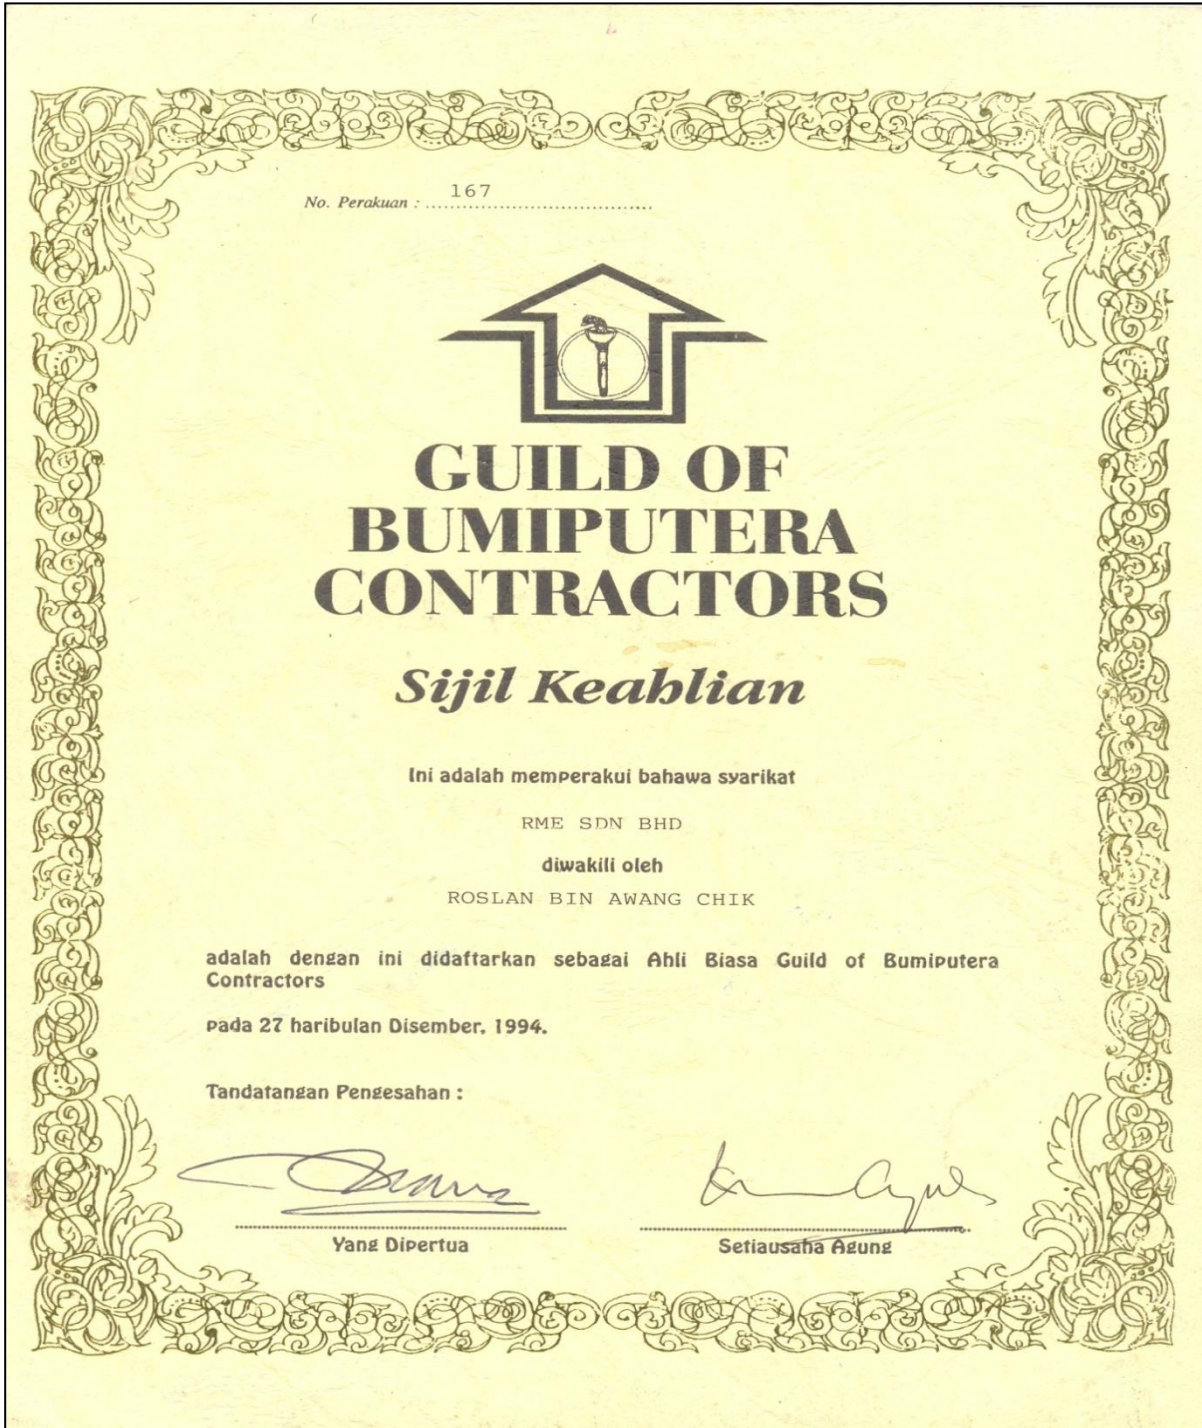 No. Perakuan : 167
GUILD OF
BUMIPUTERA
CONTRACTORS
Sijil Keahlian
Ini adalah memperakui bahawa syarikat
RME SDN BHD
diwakili oleh
ROSLAN BIN AWANG CHIK
adalah dengan ini didaftarkan sebagai Ahli Biasa Guild of Bumiputera
Contractors
pada 27 haribulan Disember, 1994.
Tandatangan Pengesahan :
Yang Dipertua Setiausaha Agung